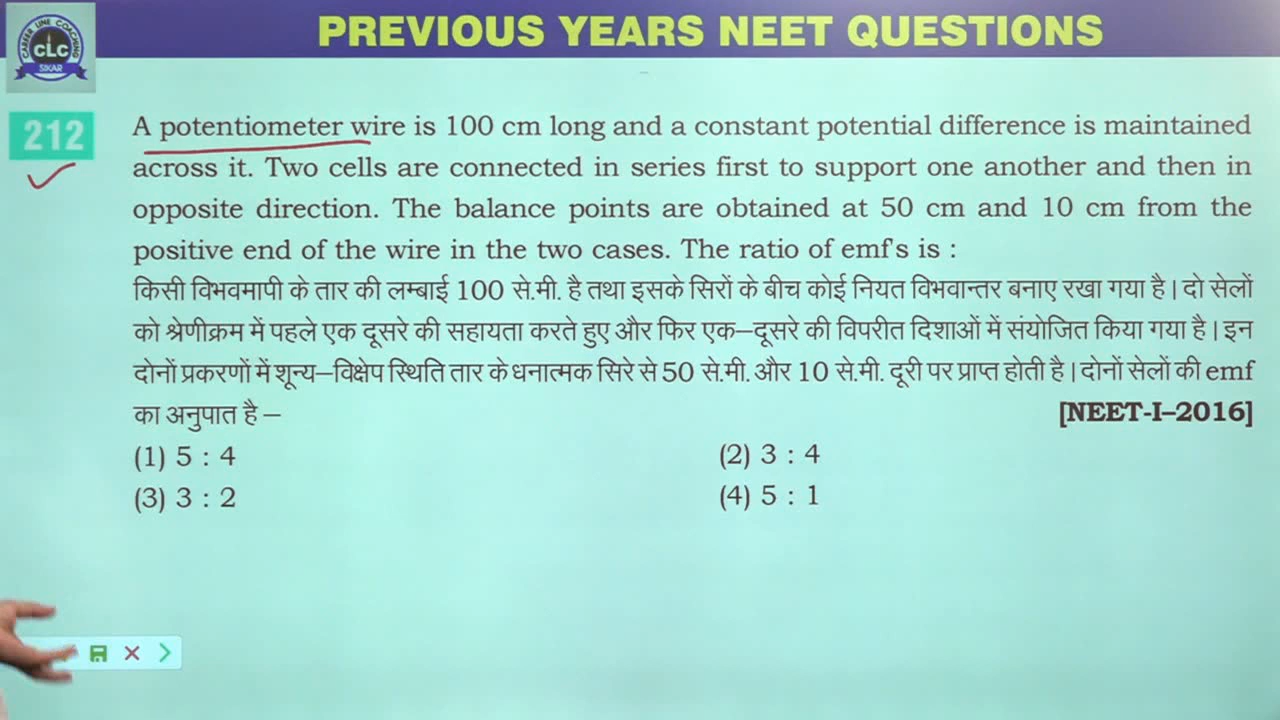 PREVIOUS YEARS NEET QUESTIONS
CAREER LINE COACHING
CLC
SIKAR
212
A potentiometer wire is 100 cm long and a constant potential difference is maintained
across it. Two cells are connected in series first to support one another and then in
opposite direction. The balance points are obtained at 50 cm and 10 cm from the
positive end of the wire in the two cases. The ratio of emf's is :
किसी विभवमापी के तार की लम्बाई 100 से.मी. है तथा इसके सिरों के बीच कोई नियत विभवान्तर बनाए रखा गया है। दो सेलों
को श्रेणीक्रम में पहले एक दूसरे की सहायता करते हुए और फिर एक–दूसरे की विपरीत दिशाओं में संयोजित किया गया है। इन
दोनों प्रकरणों में शून्य–विक्षेप स्थिति तार के धनात्मक सिरे से 50 से.मी. और 10 से.मी. दूरी पर प्राप्त होती है। दोनों सेलों की emf
का अनुपात है – [NEET-I–2016]
(1) 5 : 4 (2) 3 : 4
(3) 3 : 2 (4) 5 : 1